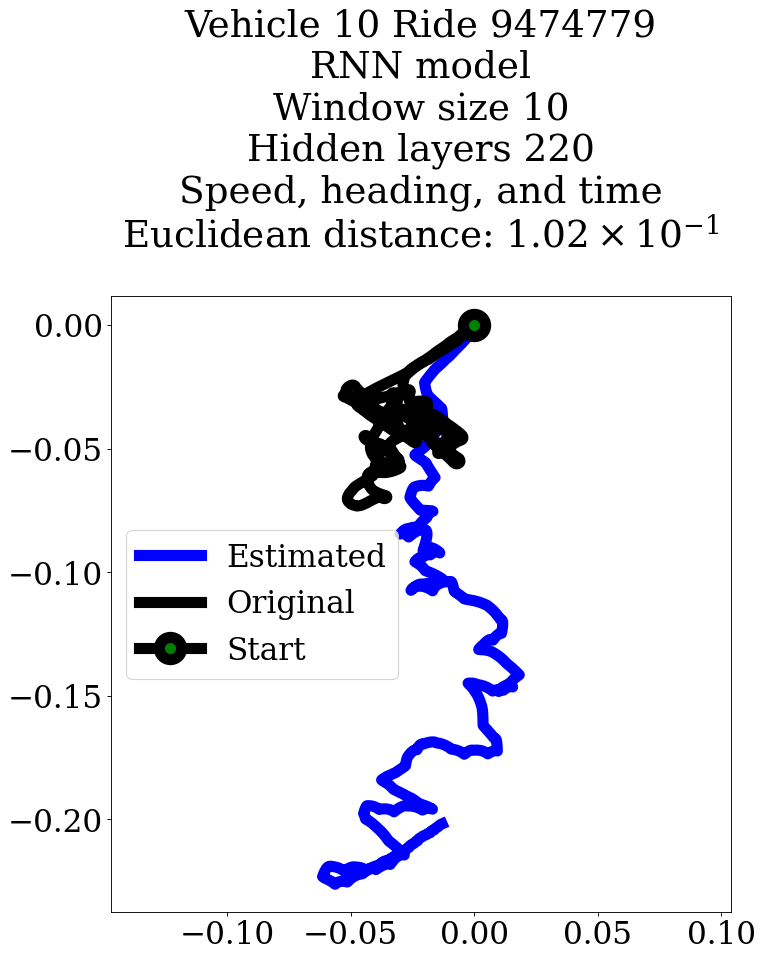 Vehicle 10 Ride 9474779
RNN model
Window size 10
Hidden layers 220
Speed, heading, and time
Euclidean distance: 1.02 × 10⁻¹
0.00
−0.05
−0.10
−0.15
−0.20
Estimated
Original
Start
−0.10
−0.05
0.00
0.05
0.10